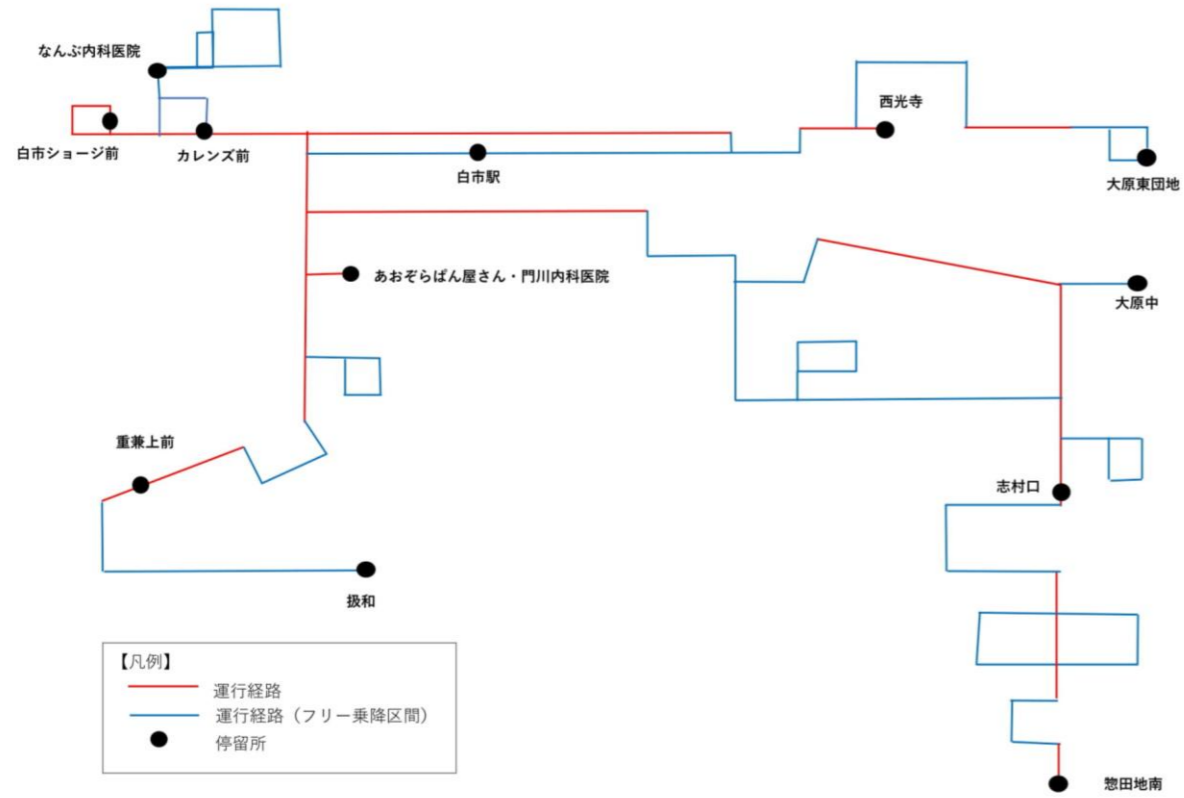 なんぶ内科医院
西光寺
白市ショージ前
カレンズ前
白市駅
大原東団地
あおぞらぱん屋さん・門川内科医院
大原中
重兼上前
志村口
扱和
【凡例】
運行経路
運行経路（フリー乗降区間）
停留所
惣田地南